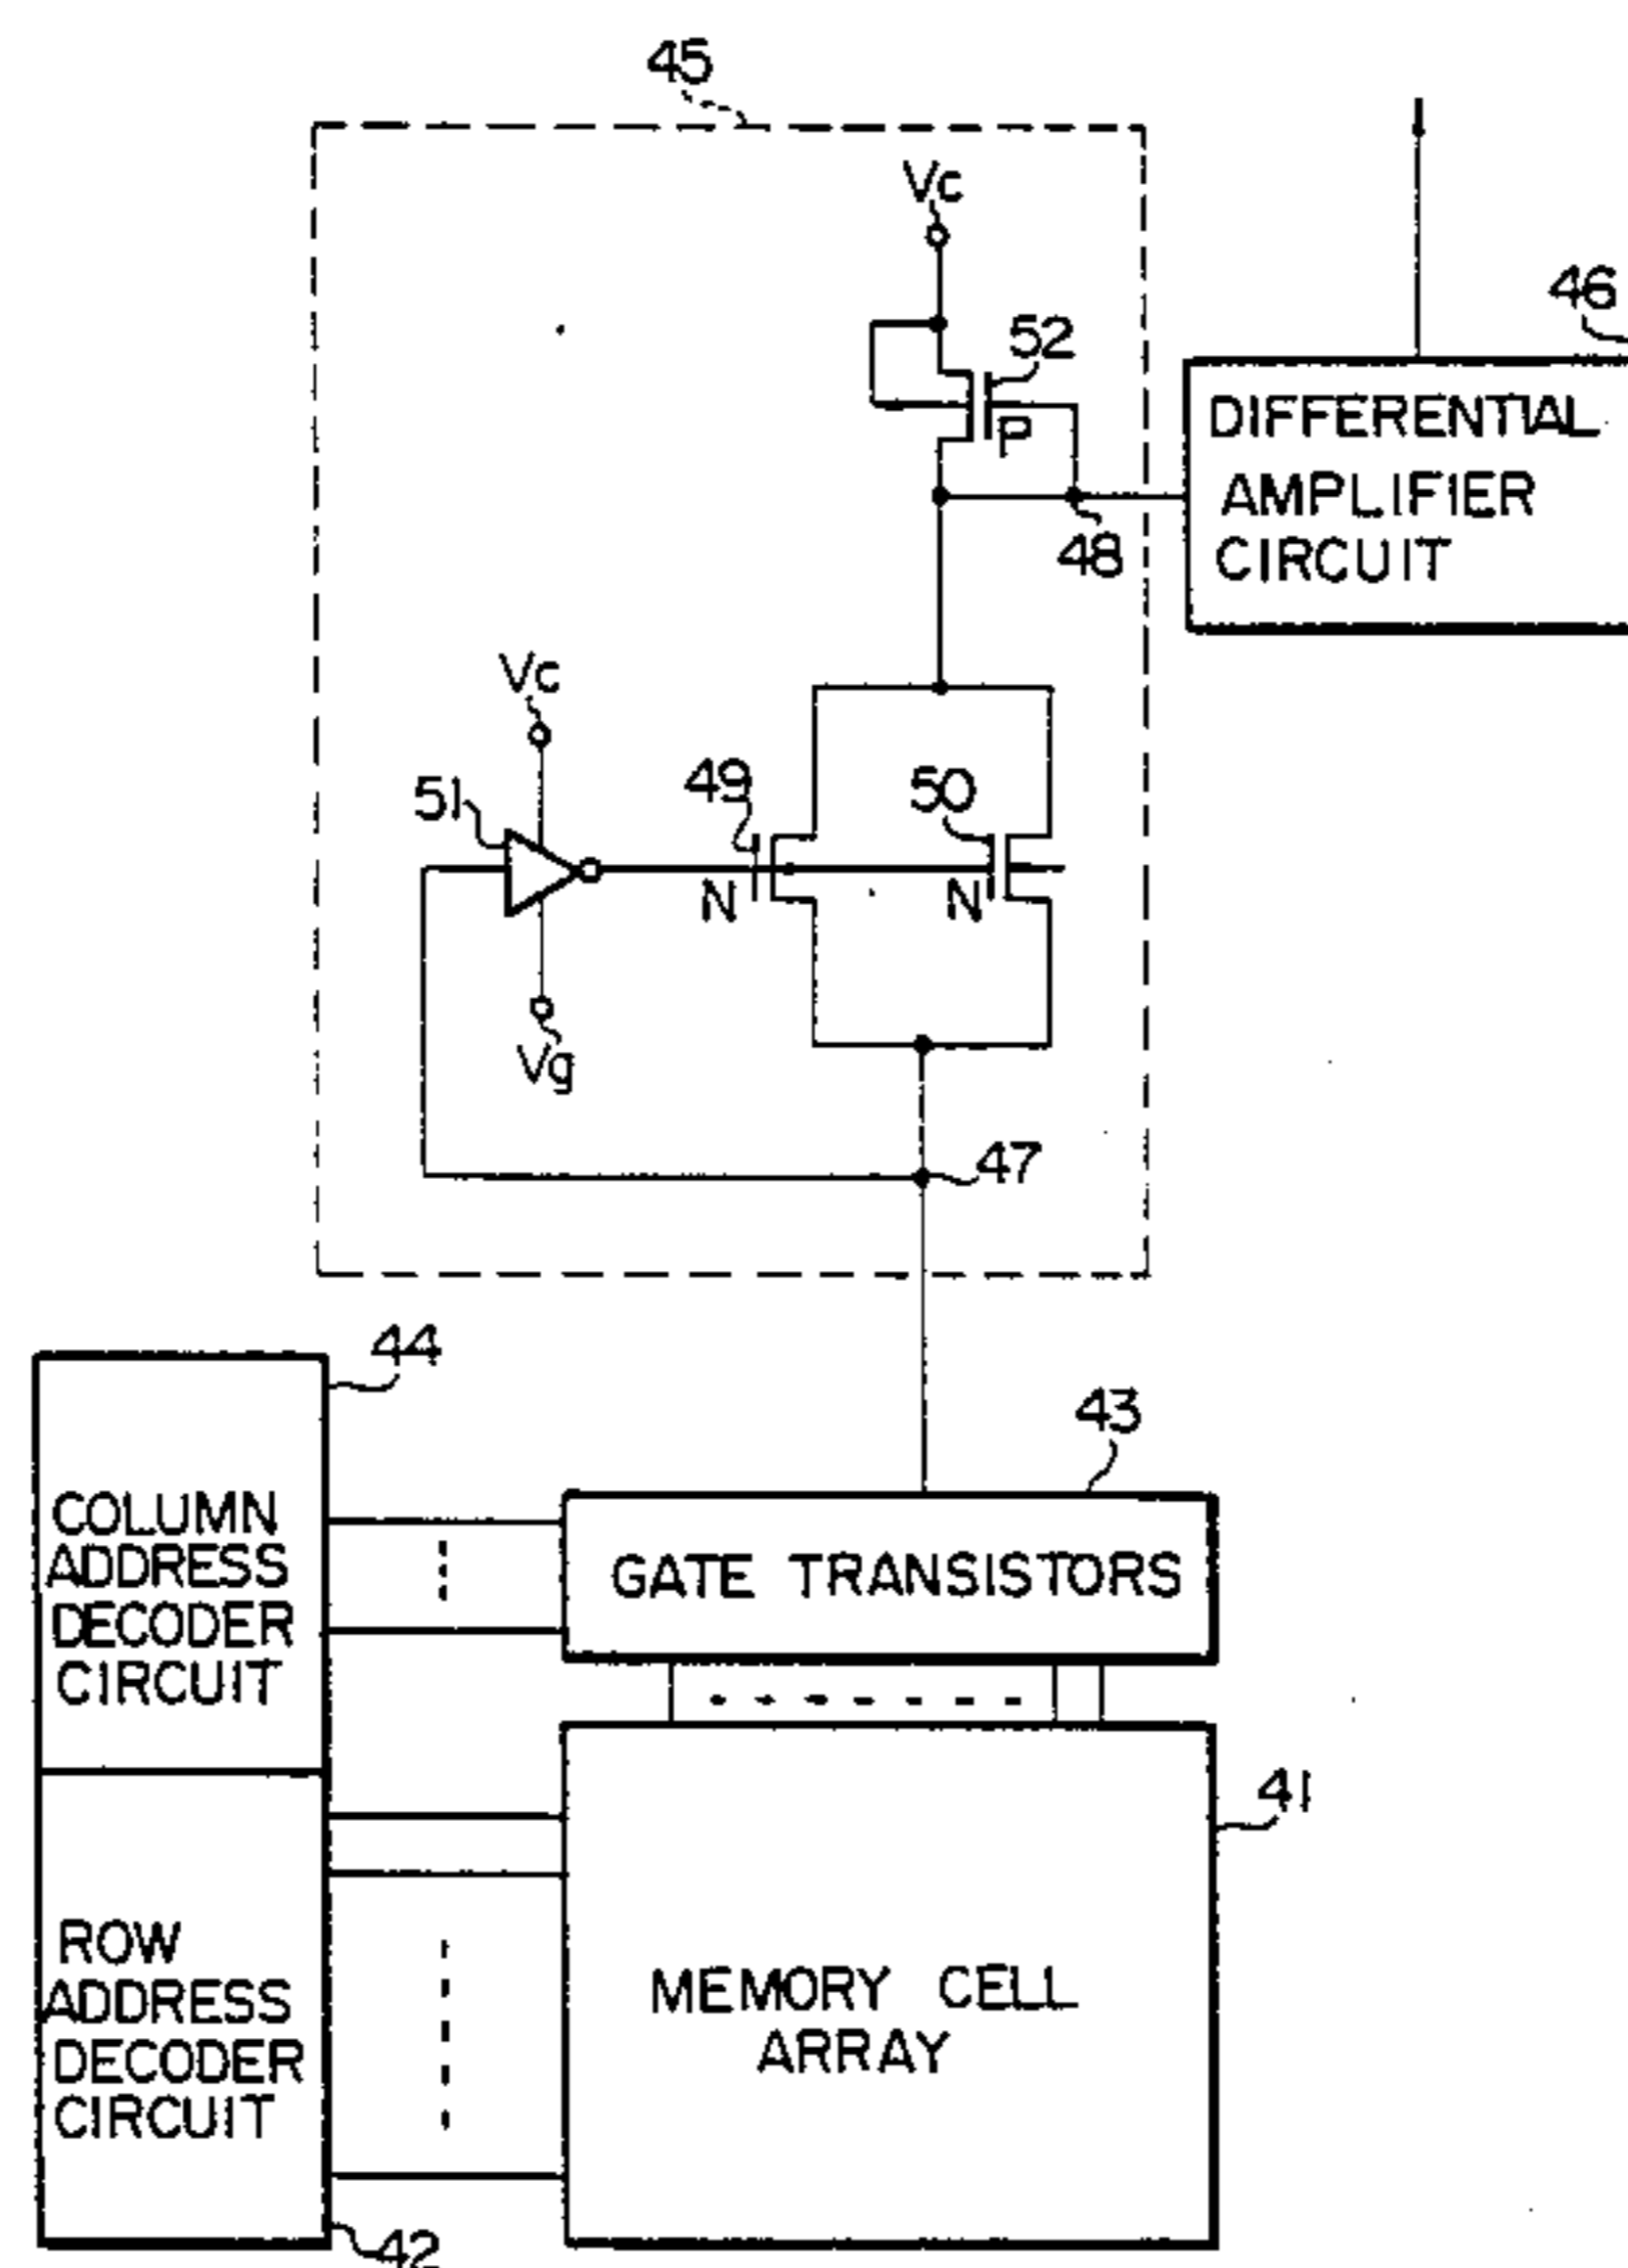 45
Vc
46
52
P
DIFFERENTIAL
AMPLIFIER
CIRCUIT
48
Vc
51
49
50
N
N
Vg
47
44
43
COLUMN
ADDRESS
DECODER
CIRCUIT
GATE TRANSISTORS
41
ROW
ADDRESS
DECODER
CIRCUIT
MEMORY CELL
ARRAY
42